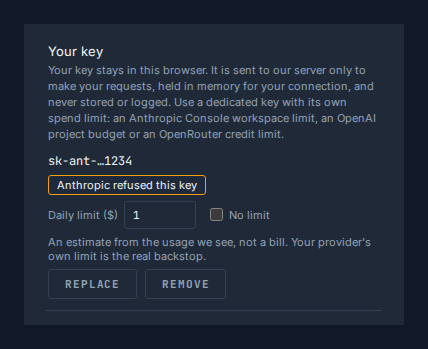 Your key
Your key stays in this browser. It is sent to our server only to
make your requests, held in memory for your connection, and
never stored or logged. Use a dedicated key with its own
spend limit: an Anthropic Console workspace limit, an OpenAI
project budget or an OpenRouter credit limit.
sk-ant-…1234
Anthropic refused this key
Daily limit ($) 1 No limit
An estimate from the usage we see, not a bill. Your provider's
own limit is the real backstop.
REPLACE REMOVE